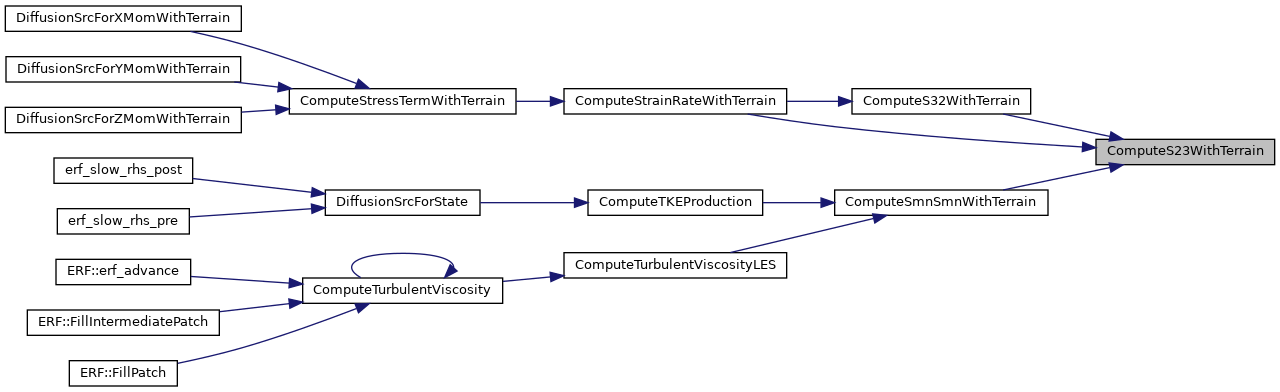 DiffusionSrcForXMomWithTerrain
DiffusionSrcForYMomWithTerrain
ComputeStressTermWithTerrain
ComputeStrainRateWithTerrain
ComputeS32WithTerrain
DiffusionSrcForZMomWithTerrain
ComputeS23WithTerrain
erf_slow_rhs_post
DiffusionSrcForState
ComputeTKEProduction
ComputeSmnSmnWithTerrain
erf_slow_rhs_pre
ERF::erf_advance
ComputeTurbulentViscosityLES
ComputeTurbulentViscosity
ERF::FillIntermediatePatch
ERF::FillPatch